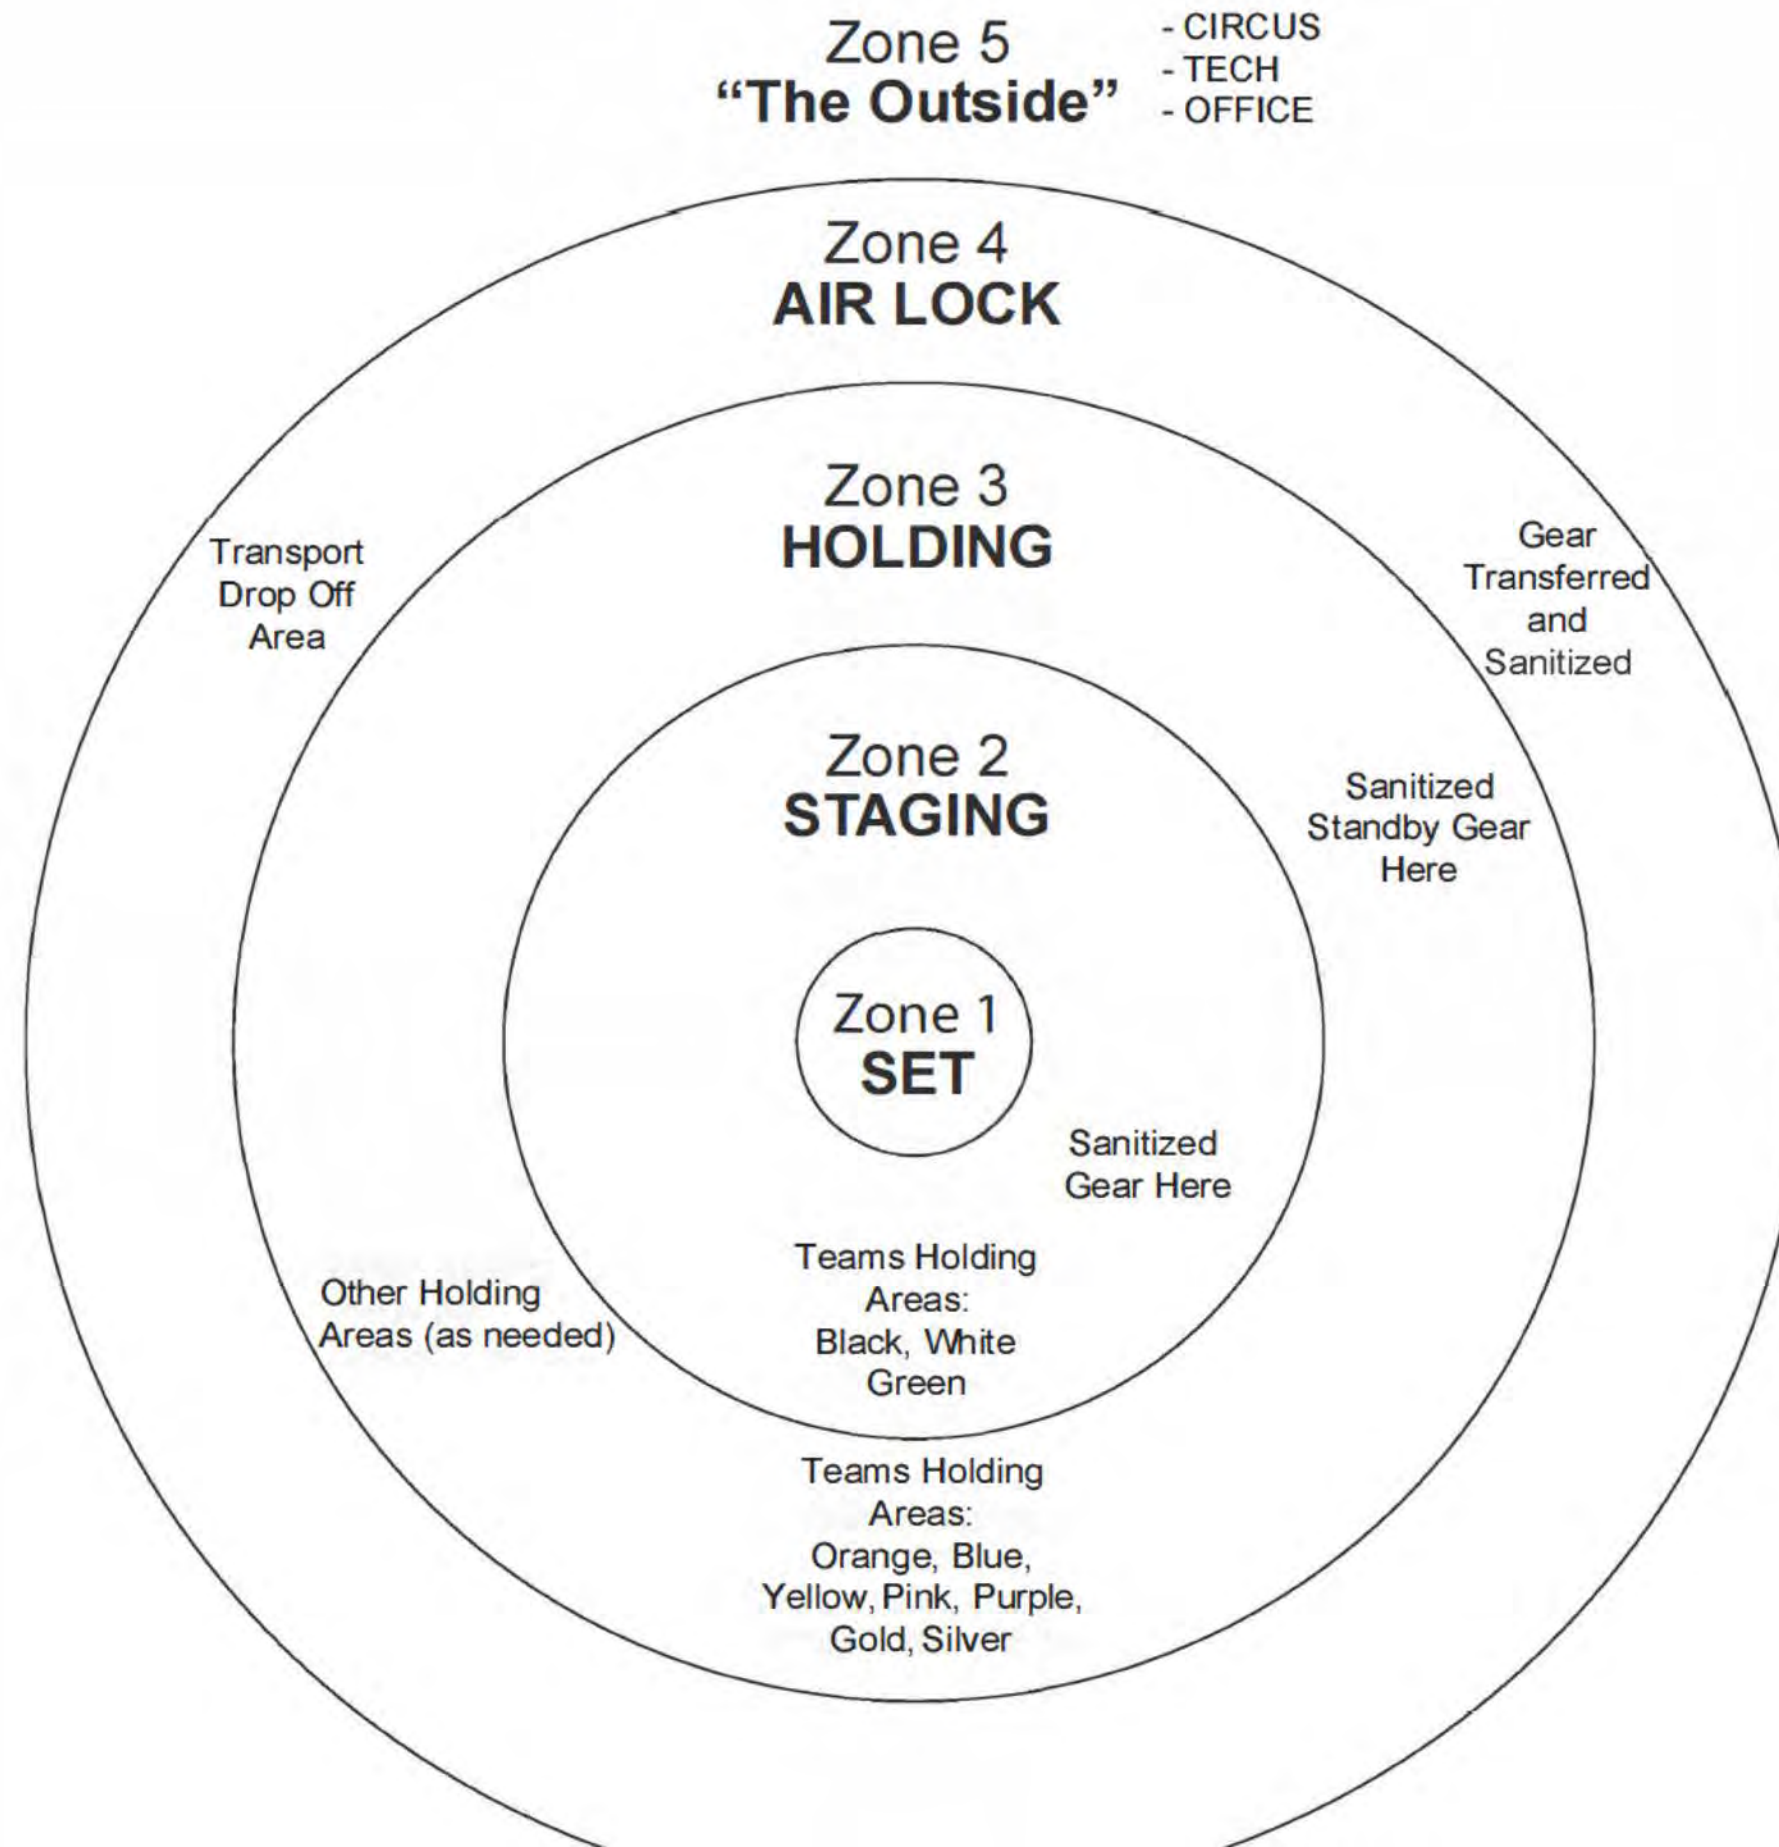 Zone 5
“The Outside”
- CIRCUS
- TECH
- OFFICE
Zone 4
AIR LOCK
Zone 3
HOLDING
Transport
Drop Off
Area
Gear
Transferred
and
Sanitized
Zone 2
STAGING
Sanitized
Standby Gear
Here
Zone 1
SET
Sanitized
Gear Here
Teams Holding
Areas:
Black, White
Green
Other Holding
Areas (as needed)
Teams Holding
Areas:
Orange, Blue,
Yellow, Pink, Purple,
Gold, Silver